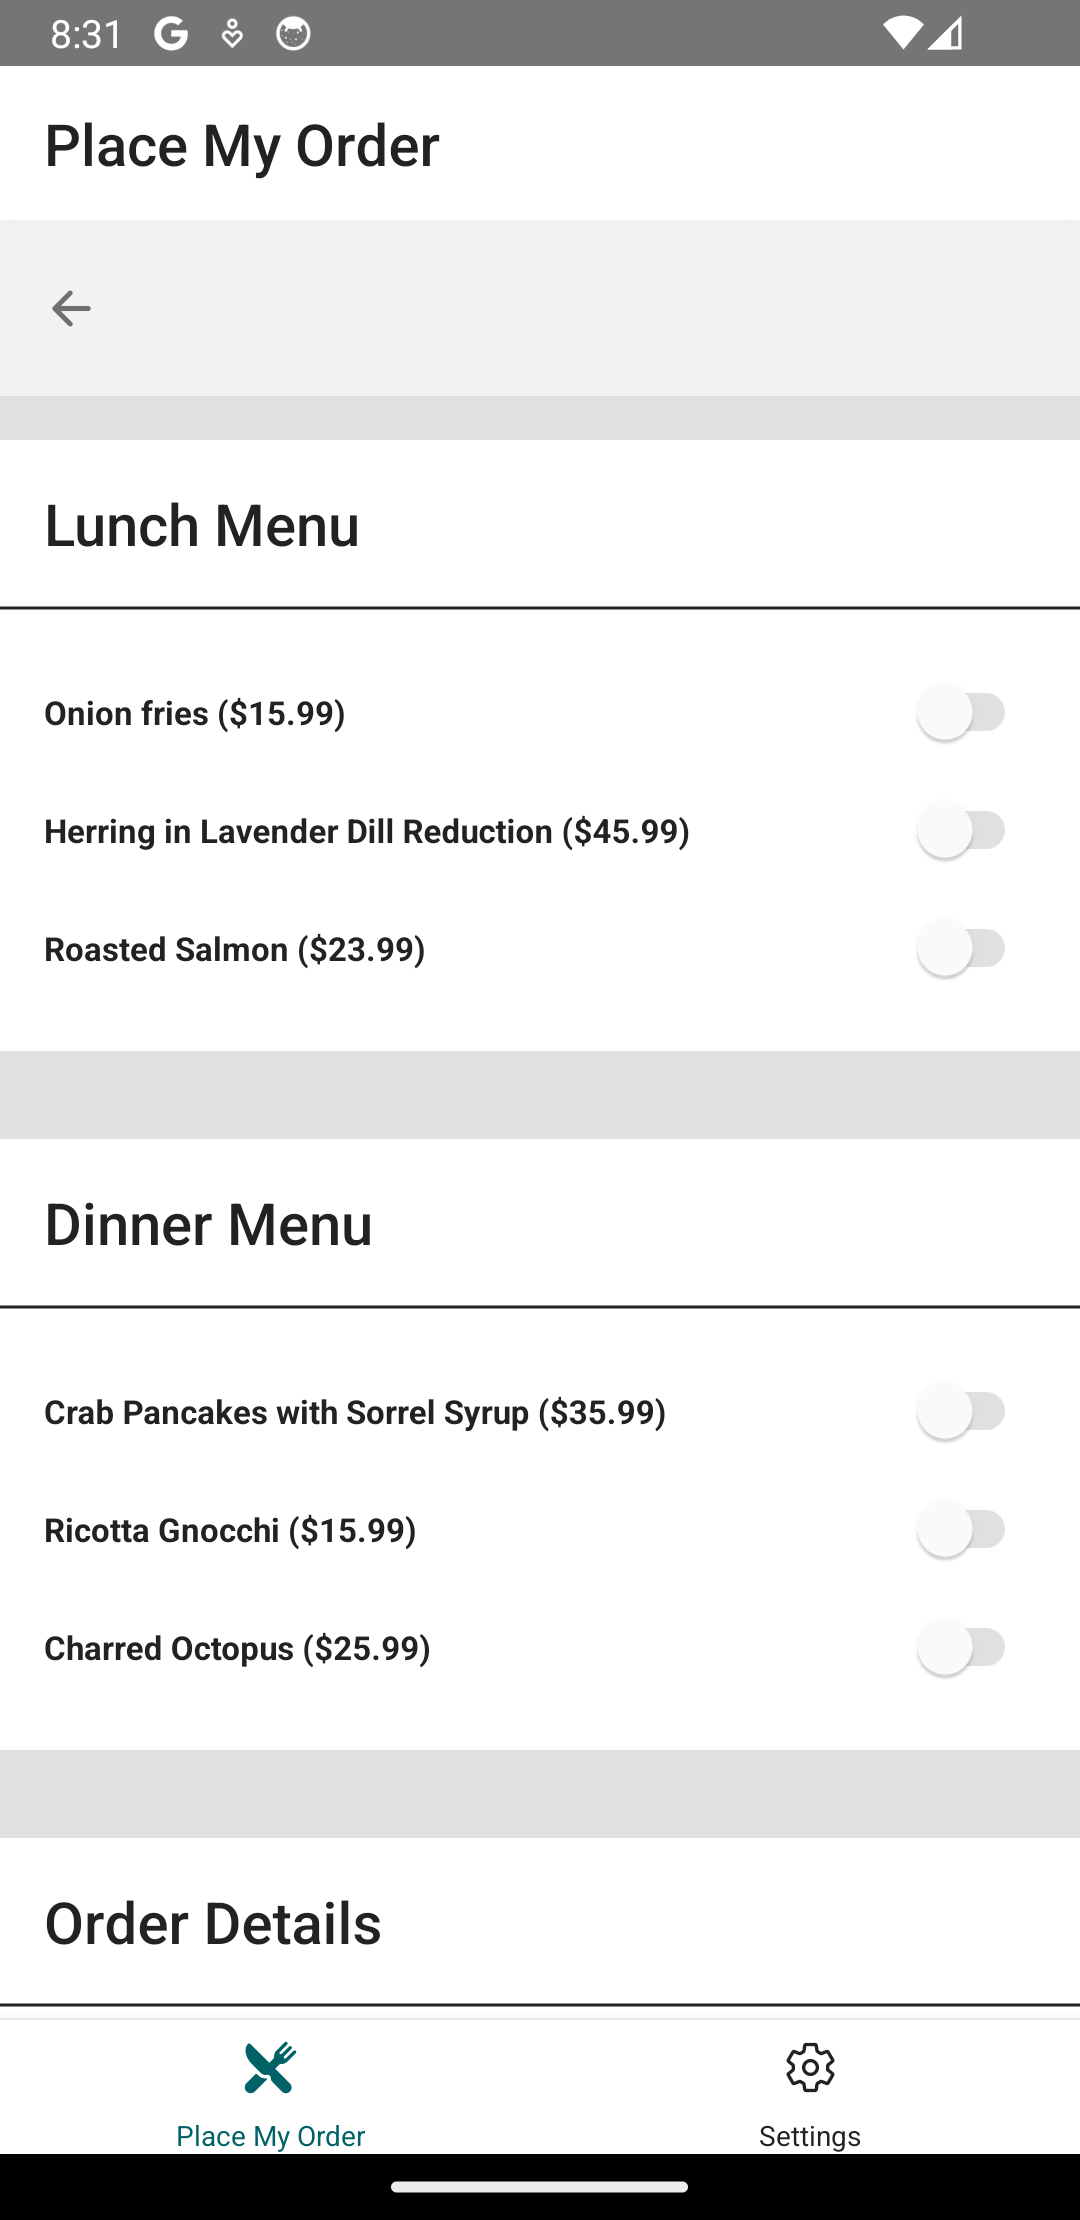 8:31
Place My Order
Lunch Menu
Onion fries ($15.99)
Herring in Lavender Dill Reduction ($45.99)
Roasted Salmon ($23.99)
Dinner Menu
Crab Pancakes with Sorrel Syrup ($35.99)
Ricotta Gnocchi ($15.99)
Charred Octopus ($25.99)
Order Details
Place My Order
Settings